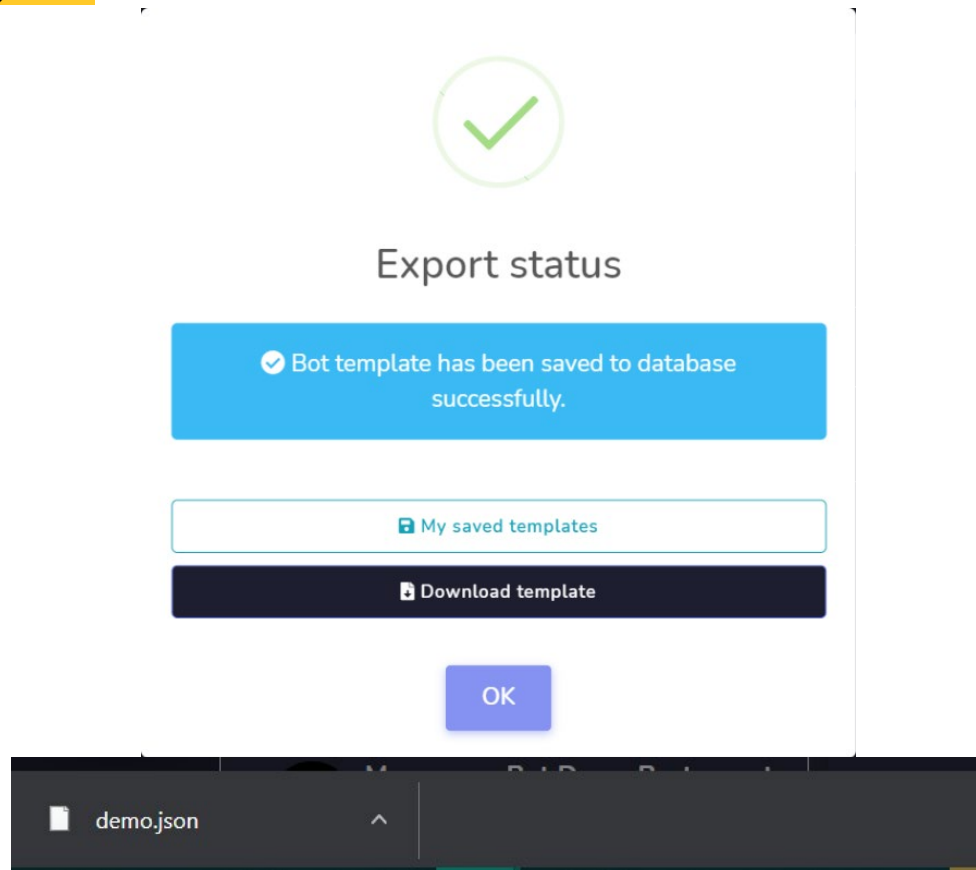 Export status
Bot template has been saved to database
successfully.
My saved templates
Download template
OK
demo.json